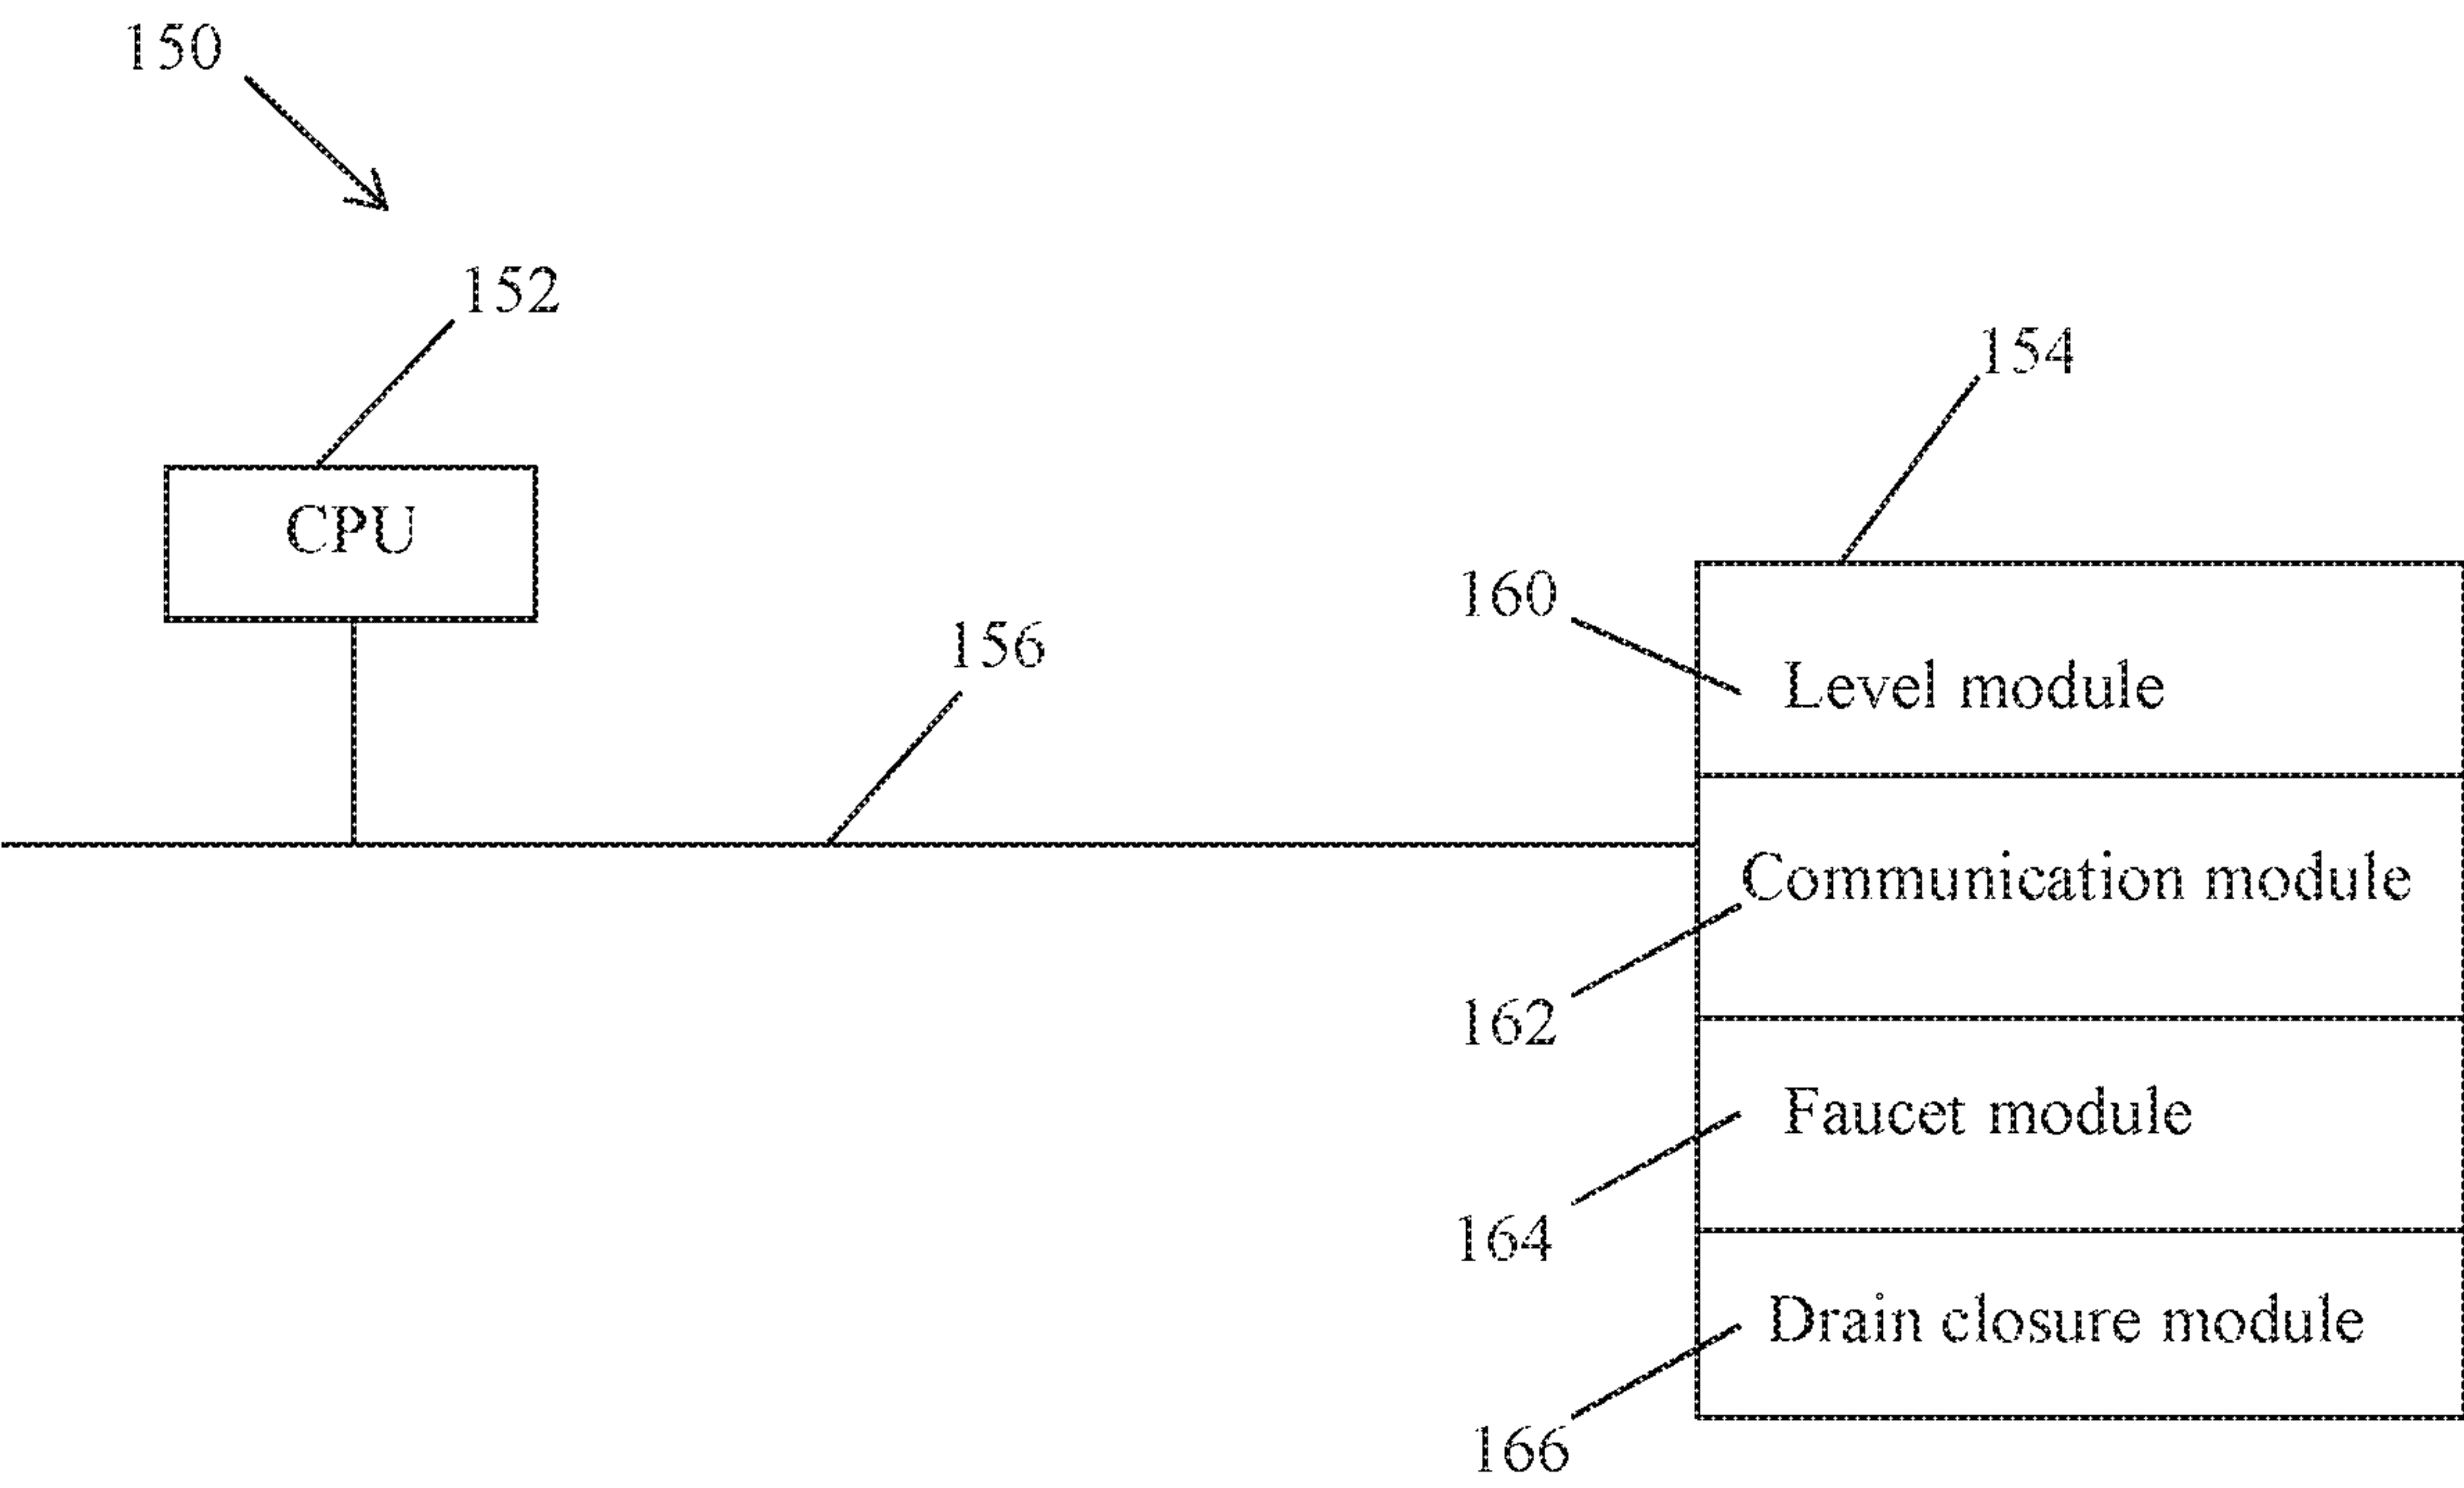 150
152
154
CPU
160
156
Level module
Communication module
162
Faucet module
164
Drain closure module
166